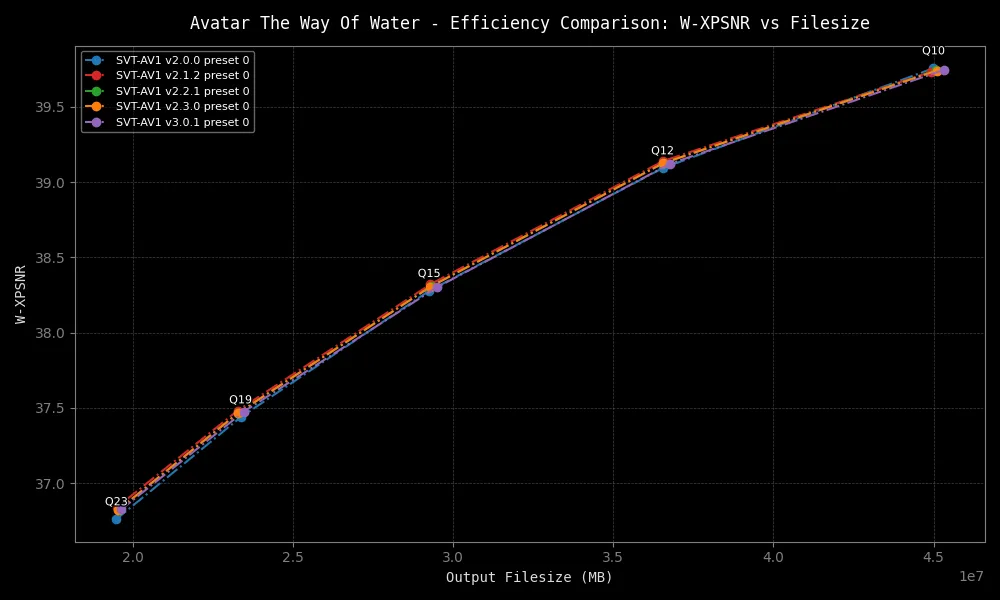 Avatar The Way Of Water - Efficiency Comparison: W-XPSNR vs Filesize
SVT-AV1 v2.0.0 preset 0
SVT-AV1 v2.1.2 preset 0
SVT-AV1 v2.2.1 preset 0
SVT-AV1 v2.3.0 preset 0
SVT-AV1 v3.0.1 preset 0
Q10
Q12
Q15
Q19
Q23
39.5
39.0
38.5
38.0
37.5
37.0
W-XPSNR
2.0
2.5
3.0
3.5
4.0
4.5
1e7
Output Filesize (MB)